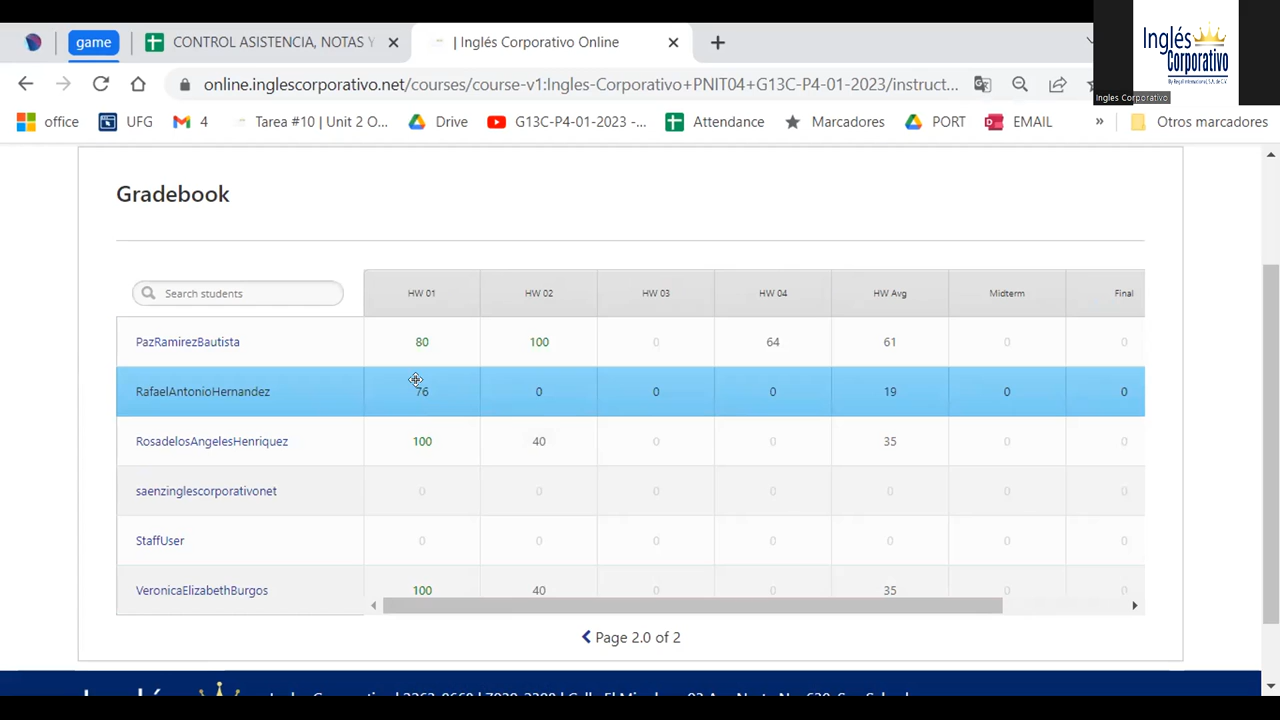 game
CONTROL ASISTENCIA, NOTAS Y
| Inglés Corporativo Online
Inglés
Corporativo
Ingles Corporativo
online.inglescorporativo.net/courses/course-v1:Ingles-Corporativo+PNIT04+G13C-P4-01-2023/instruct...
office
UFG
4
Tarea #10 | Unit 2 O...
Drive
G13C-P4-01-2023 -...
Attendance
Marcadores
PORT
EMAIL
»
Otros marcadores
Gradebook
Search students
HW 01 HW 02 HW 03 HW 04 HW Avg Midterm Final
PazRamirezBautista 80 100 0 64 61 0 0
RafaelAntonioHernandez 76 0 0 0 19 0 0
RosadelosAngelesHenriquez 100 40 0 0 35 0 0
saenzinglescorporativonet 0 0 0 0 0 0 0
StaffUser 0 0 0 0 0 0 0
VeronicaElizabethBurgos 100 40 0 0 35 0 0
Page 2.0 of 2